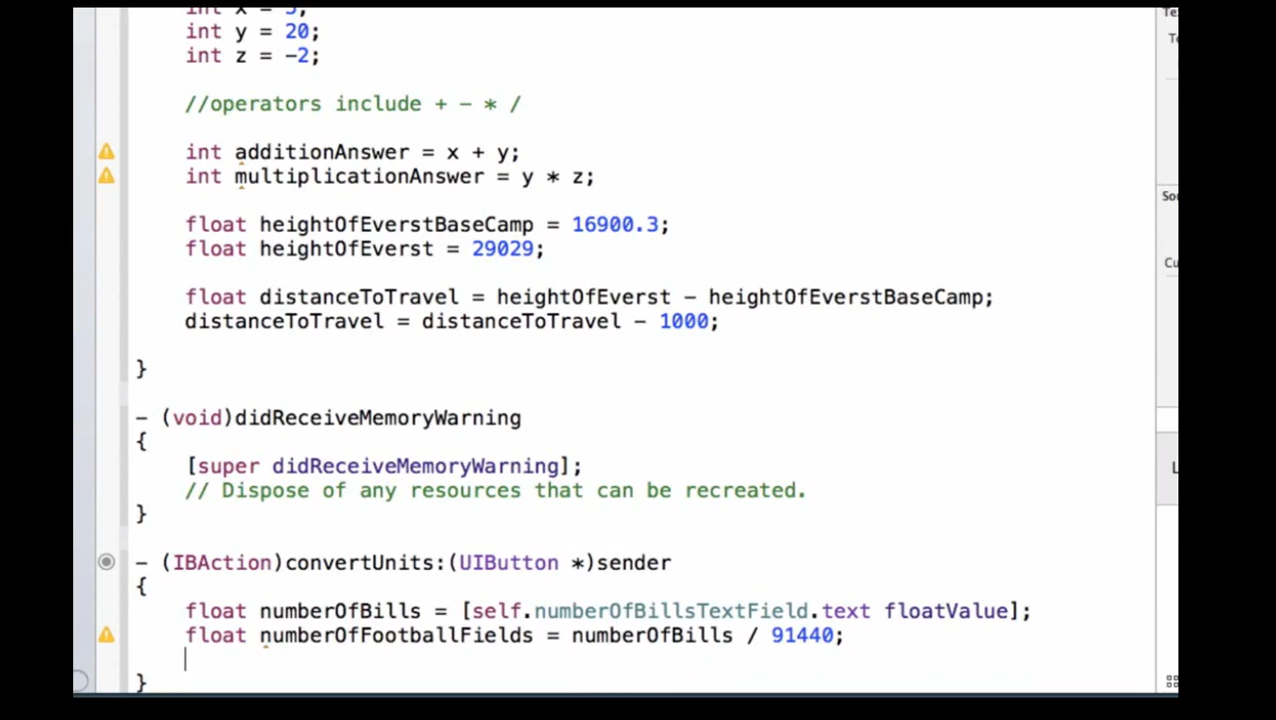 int x = 5;
int y = 20;
int z = -2;
//operators include + - * /
int additionAnswer = x + y;
int multiplicationAnswer = y * z;
float heightOfEverstBaseCamp = 16900.3;
float heightOfEverst = 29029;
float distanceToTravel = heightOfEverst - heightOfEverstBaseCamp;
distanceToTravel = distanceToTravel - 1000;
}
- (void)didReceiveMemoryWarning
{
[super didReceiveMemoryWarning];
// Dispose of any resources that can be recreated.
}
- (IBAction)convertUnits:(UIButton *)sender
{
float numberOfBills = [self.numberOfBillsTextField.text floatValue];
float numberOfFootballFields = numberOfBills / 91440;
}